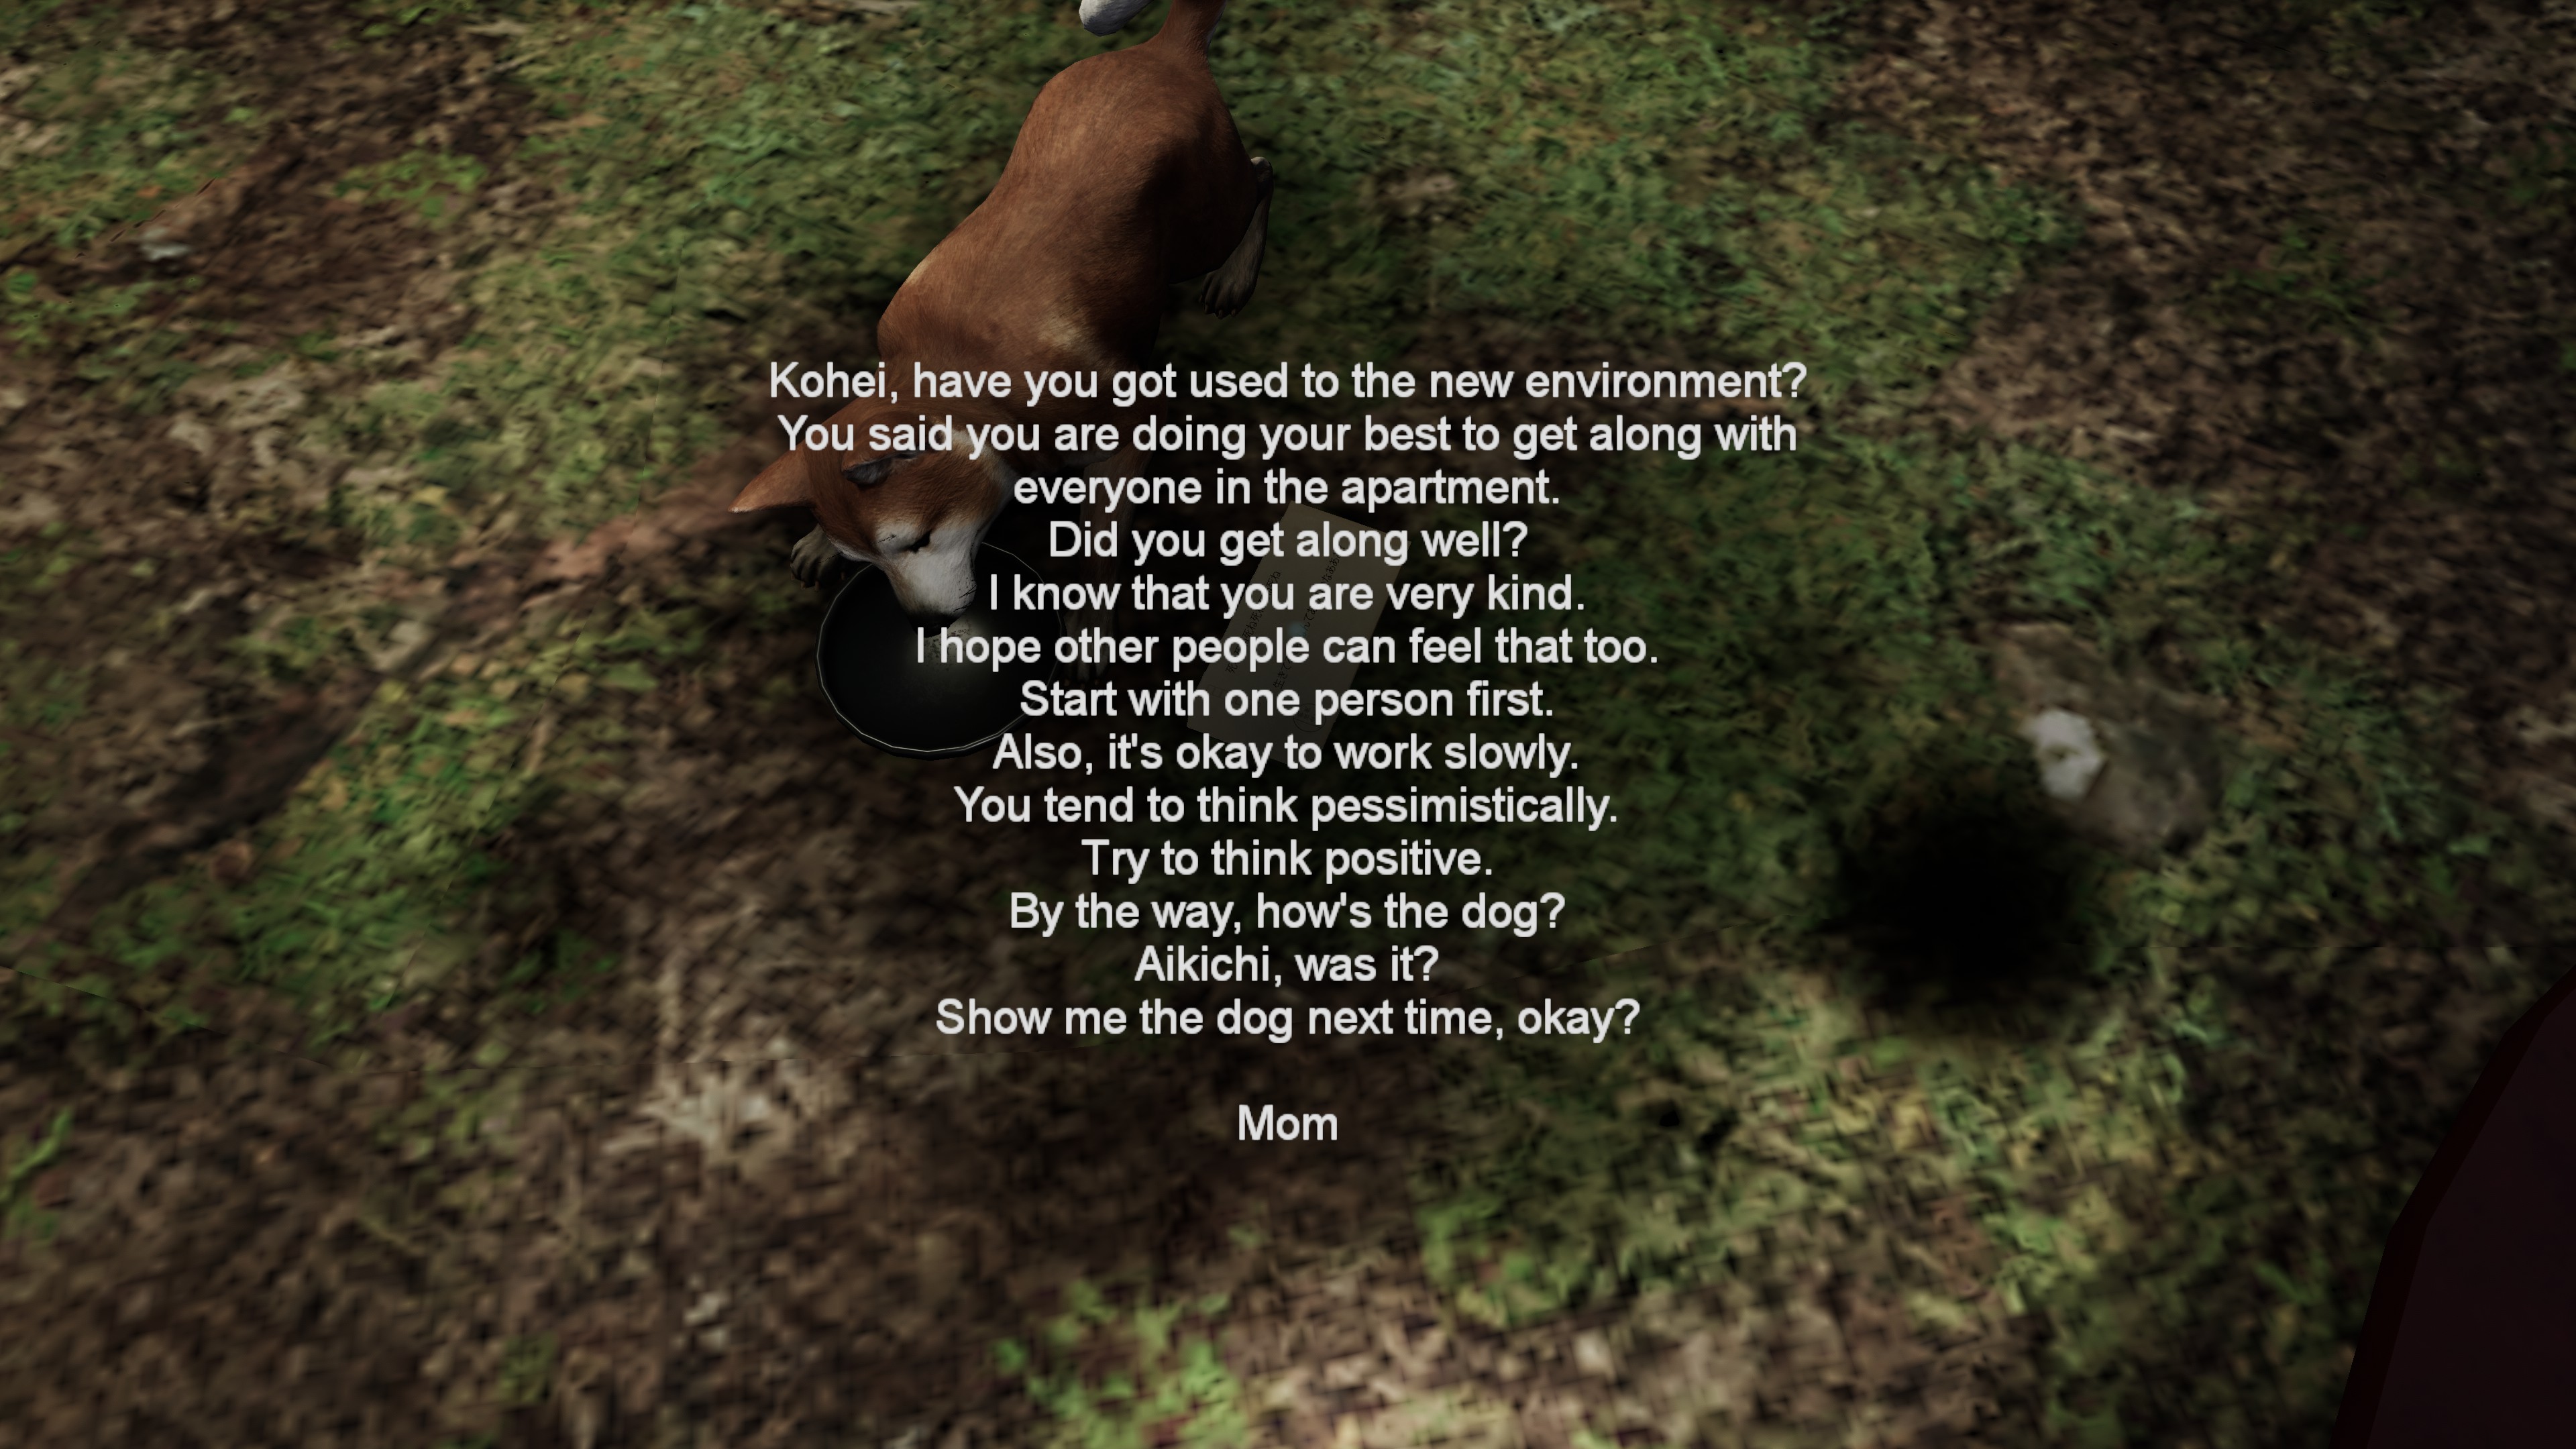 Kohei, have you got used to the new environment?
You said you are doing your best to get along with
everyone in the apartment.
Did you get along well?
I know that you are very kind.
I hope other people can feel that too.
Start with one person first.
Also, it's okay to work slowly.
You tend to think pessimistically.
Try to think positive.
By the way, how's the dog?
Aikichi, was it?
Show me the dog next time, okay?
Mom